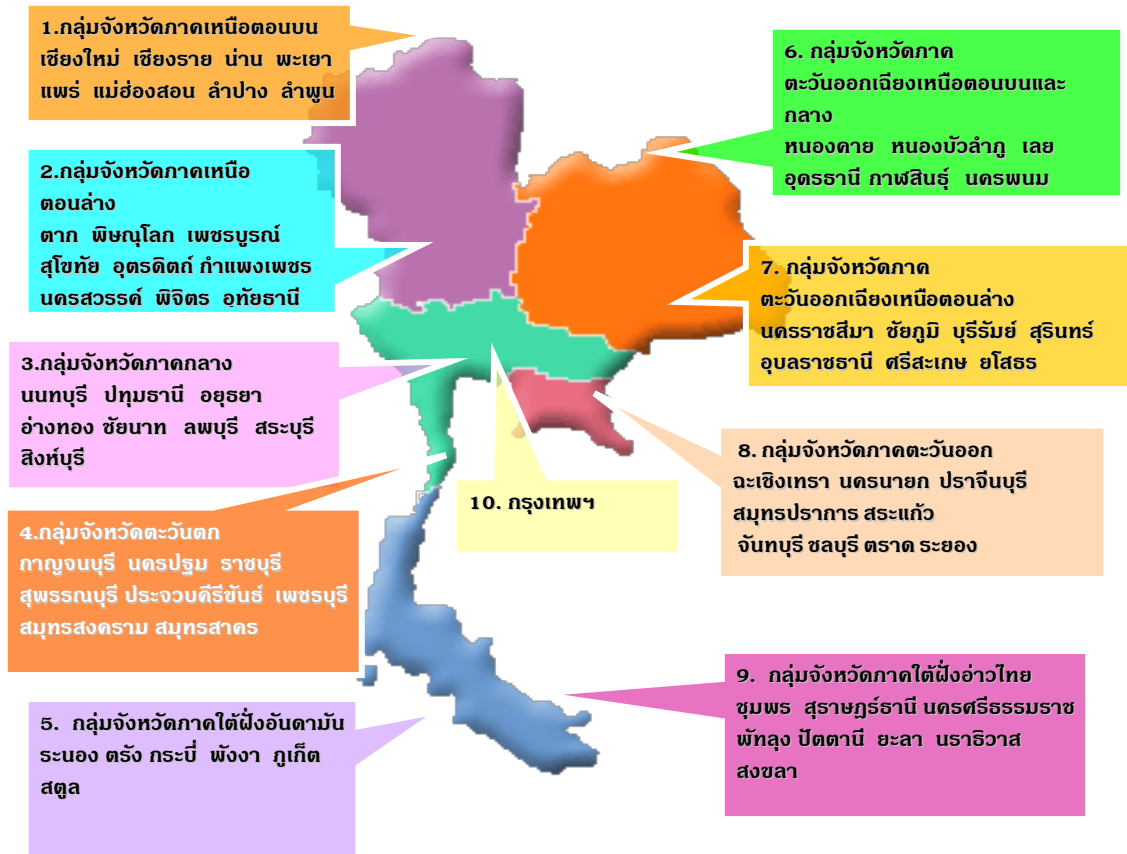 1.กลุ่มจังหวัดภาคเหนือตอนบน
เชียงใหม่ เชียงราย น่าน พะเยา
แพร่ แม่ฮ่องสอน ลำปาง ลำพูน
2.กลุ่มจังหวัดภาคเหนือ
ตอนล่าง
ตาก พิษณุโลก เพชรบูรณ์
สุโขทัย อุตรดิตถ์ กำแพงเพชร
นครสวรรค์ พิจิตร อุทัยธานี
3.กลุ่มจังหวัดภาคกลาง
นนทบุรี ปทุมธานี อยุธยา
อ่างทอง ชัยนาท ลพบุรี สระบุรี
สิงห์บุรี
4.กลุ่มจังหวัดตะวันตก
กาญจนบุรี นครปฐม ราชบุรี
สุพรรณบุรี ประจวบคีรีขันธ์ เพชรบุรี
สมุทรสงคราม สมุทรสาคร
5. กลุ่มจังหวัดภาคใต้ฝั่งอันดามัน
ระนอง ตรัง กระบี่ พังงา ภูเก็ต
สตูล
6. กลุ่มจังหวัดภาค
ตะวันออกเฉียงเหนือตอนบนและ
กลาง
หนองคาย หนองบัวลำภู เลย
อุดรธานี กาฬสินธุ์ นครพนม
7. กลุ่มจังหวัดภาค
ตะวันออกเฉียงเหนือตอนล่าง
นครราชสีมา ชัยภูมิ บุรีรัมย์ สุรินทร์
อุบลราชธานี ศรีสะเกษ ยโสธร
8. กลุ่มจังหวัดภาคตะวันออก
ฉะเชิงเทรา นครนายก ปราจีนบุรี
สมุทรปราการ สระแก้ว
จันทบุรี ชลบุรี ตราด ระยอง
9. กลุ่มจังหวัดภาคใต้ฝั่งอ่าวไทย
ชุมพร สุราษฎร์ธานี นครศรีธรรมราช
พัทลุง ปัตตานี ยะลา นราธิวาส
สงขลา
10. กรุงเทพฯ